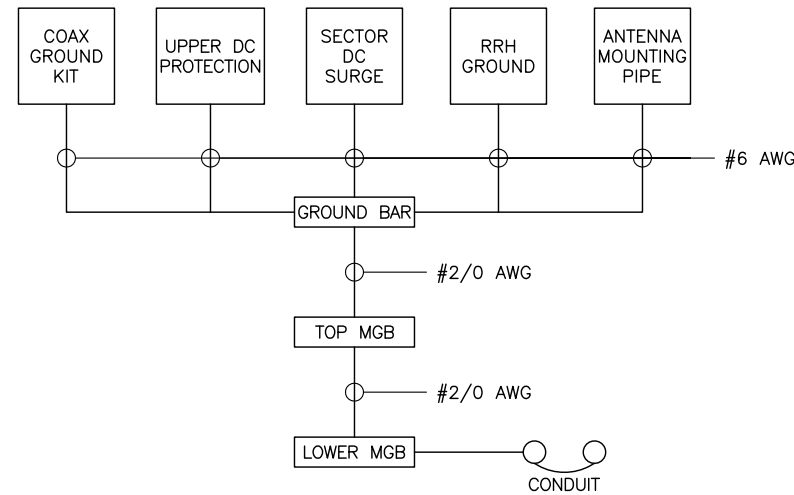 COAX
GROUND
KIT
UPPER DC
PROTECTION
SECTOR
DC
SURGE
RRH
GROUND
ANTENNA
MOUNTING
PIPE
#6 AWG
GROUND BAR
#2/0 AWG
TOP MGB
#2/0 AWG
LOWER MGB
CONDUIT